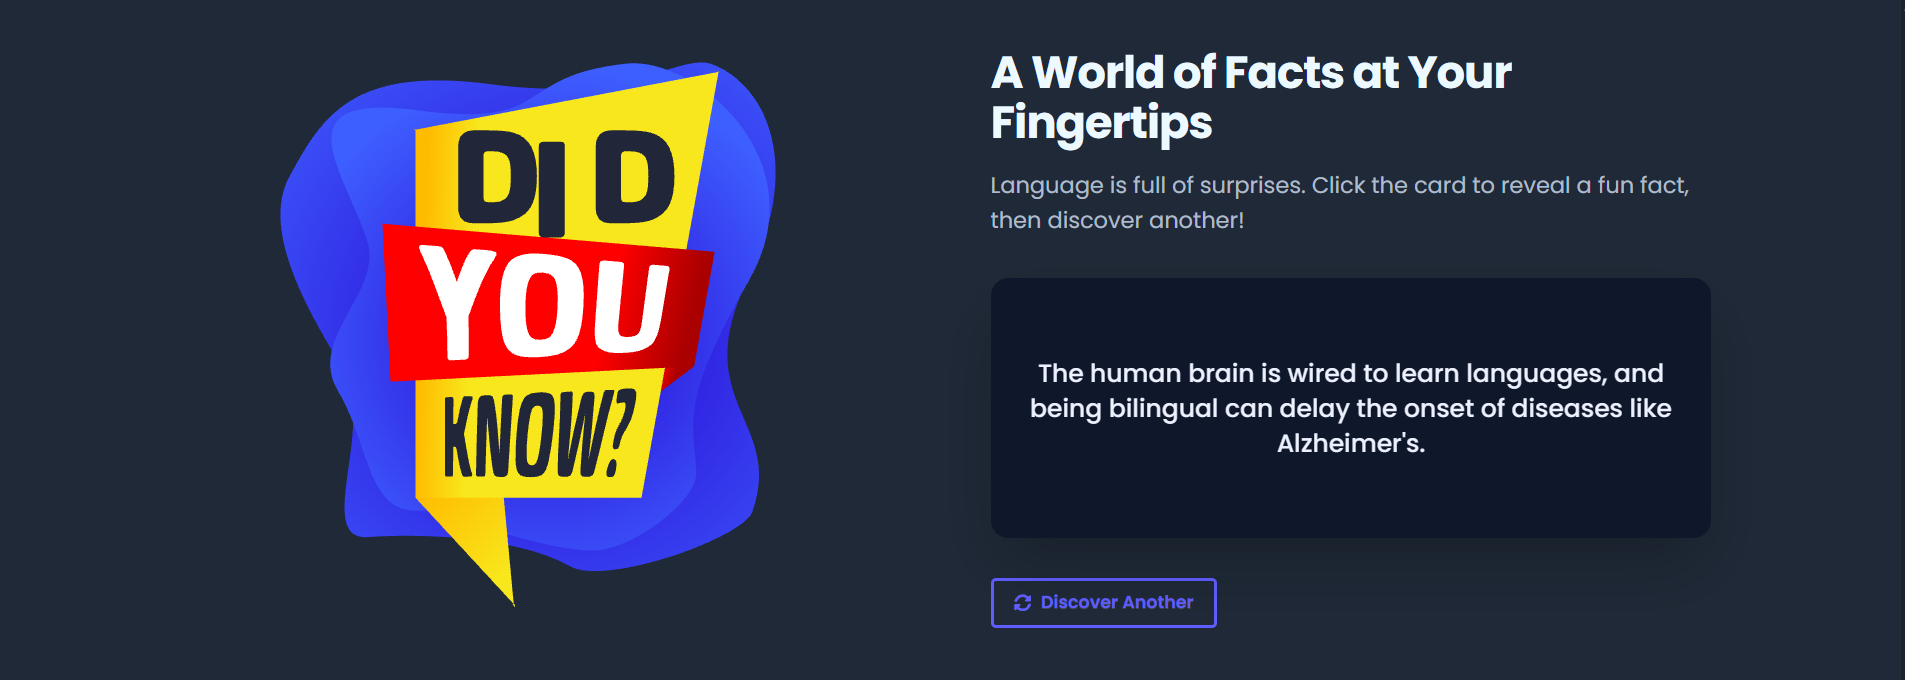 DID
YOU
KNOW?
A World of Facts at Your
Fingertips
Language is full of surprises. Click the card to reveal a fun fact,
then discover another!
The human brain is wired to learn languages, and
being bilingual can delay the onset of diseases like
Alzheimer's.
Discover Another